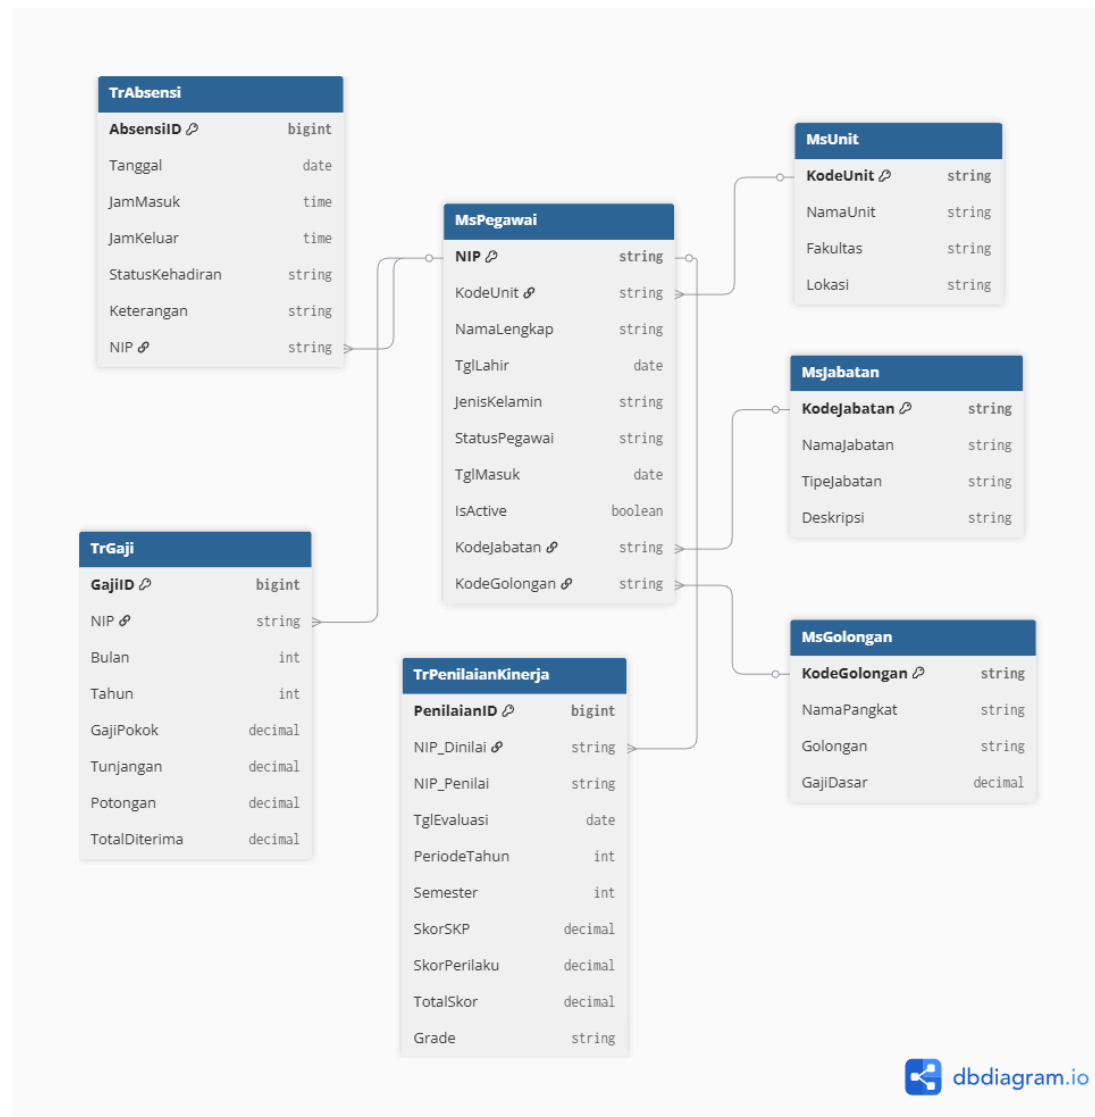 TrAbsensi
AbsensiID bigint
Tanggal date
JamMasuk time
JamKeluar time
StatusKehadiran string
Keterangan string
NIP string
MsPegawai
NIP string
KodeUnit string
NamaLengkap string
TglLahir date
JenisKelamin string
StatusPegawai string
TglMasuk date
IsActive boolean
KodeJabatan string
KodeGolongan string
MsUnit
KodeUnit string
NamaUnit string
Fakultas string
Lokasi string
MsJabatan
KodeJabatan string
NamaJabatan string
TipeJabatan string
Deskripsi string
TrGaji
GajiID bigint
NIP string
Bulan int
Tahun int
GajiPokok decimal
Tunjangan decimal
Potongan decimal
TotalDiterima decimal
TrPenilaianKinerja
PenilaianID bigint
NIP_Dinilai string
NIP_Penilai string
TglEvaluasi date
PeriodeTahun int
Semester int
SkorSKP decimal
SkorPerilaku decimal
TotalSkor decimal
Grade string
MsGolongan
KodeGolongan string
NamaPangkat string
Golongan string
GajiDasar decimal
dbdiagram.io